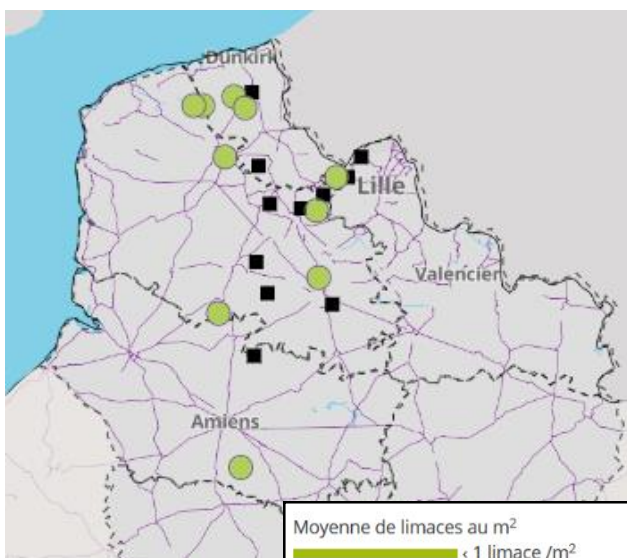 Dunkirk
Lille
Valencien
Amiens
Moyenne de limaces au m²
< 1 limace /m²